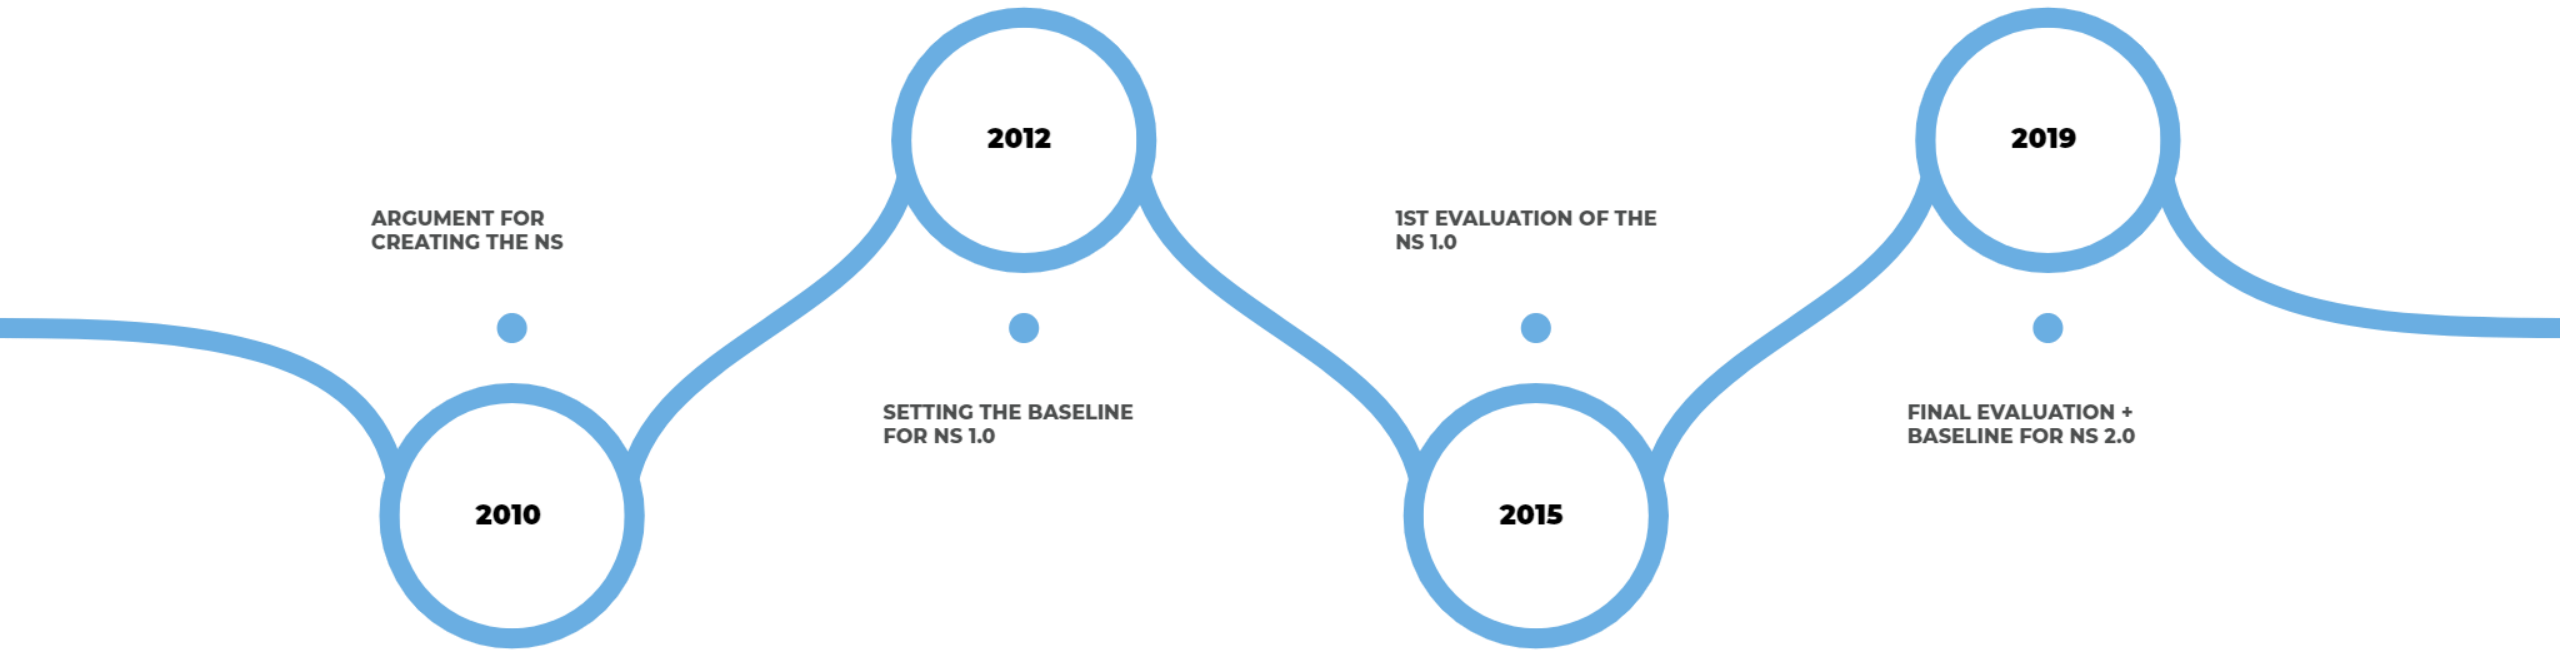 ARGUMENT FOR
CREATING THE NS
2010
2012
SETTING THE BASELINE
FOR NS 1.0
1ST EVALUATION OF THE
NS 1.0
2015
2019
FINAL EVALUATION +
BASELINE FOR NS 2.0